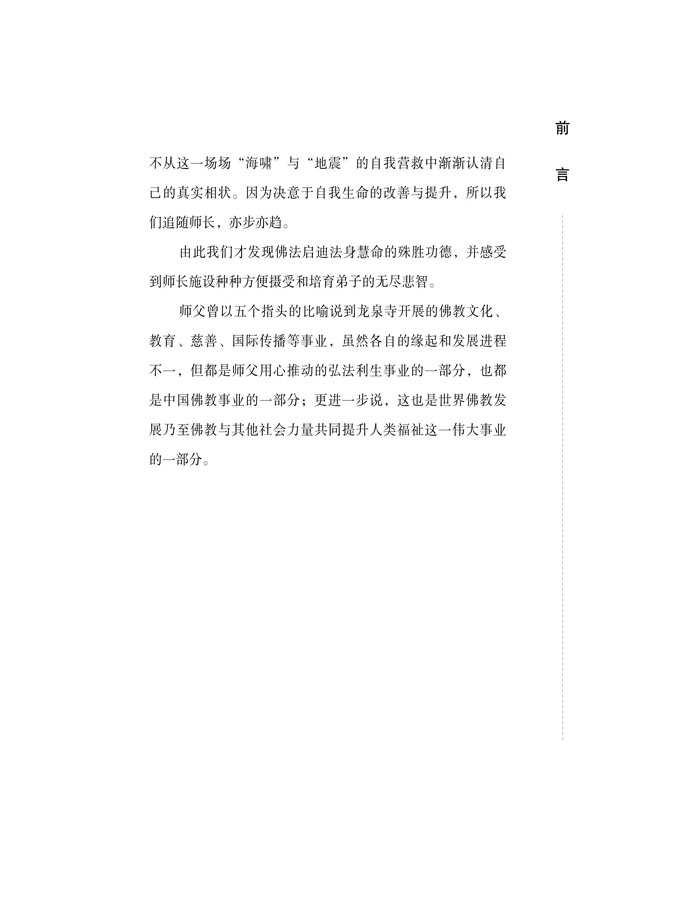 前言
不从这一场场“海啸”与“地震”的自我营救中渐渐认清自
己的真实相状。因为决意于自我生命的改善与提升，所以我
们追随师长，亦步亦趋。
由此我们才发现佛法启迪法身慧命的殊胜功德，并感受
到师长施设种种方便摄受和培育弟子的无尽悲智。
师父曾以五个指头的比喻说到龙泉寺开展的佛教文化、
教育、慈善、国际传播等事业，虽然各自的缘起和发展进程
不一，但都是师父用心推动的弘法利生事业的一部分，也都
是中国佛教事业的一部分；更进一步说，这也是世界佛教发
展乃至佛教与其他社会力量共同提升人类福祉这一伟大事业
的一部分。